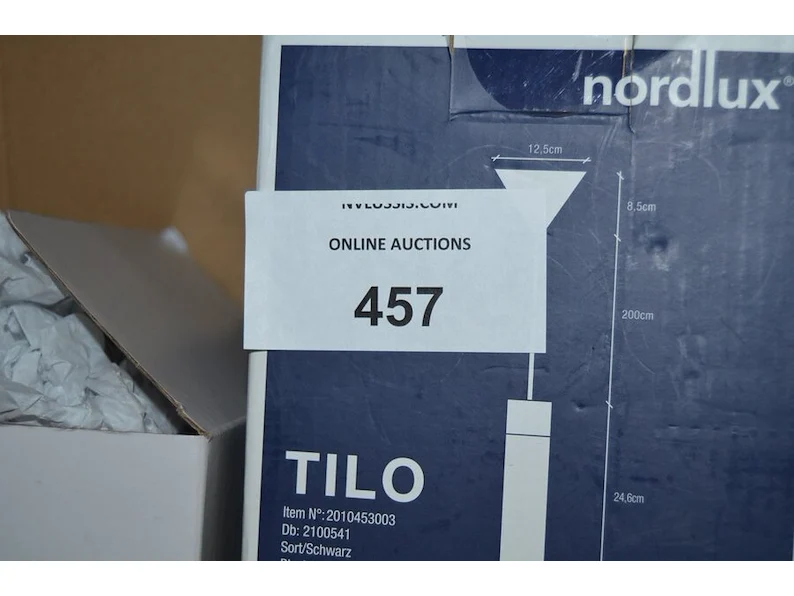 nordlux®
12,5cm
8,5cm
ONLINE AUCTIONS
457
200cm
TILO
24,6cm
Item N°: 2010453003
Db: 2100541
Sort/Schwarz